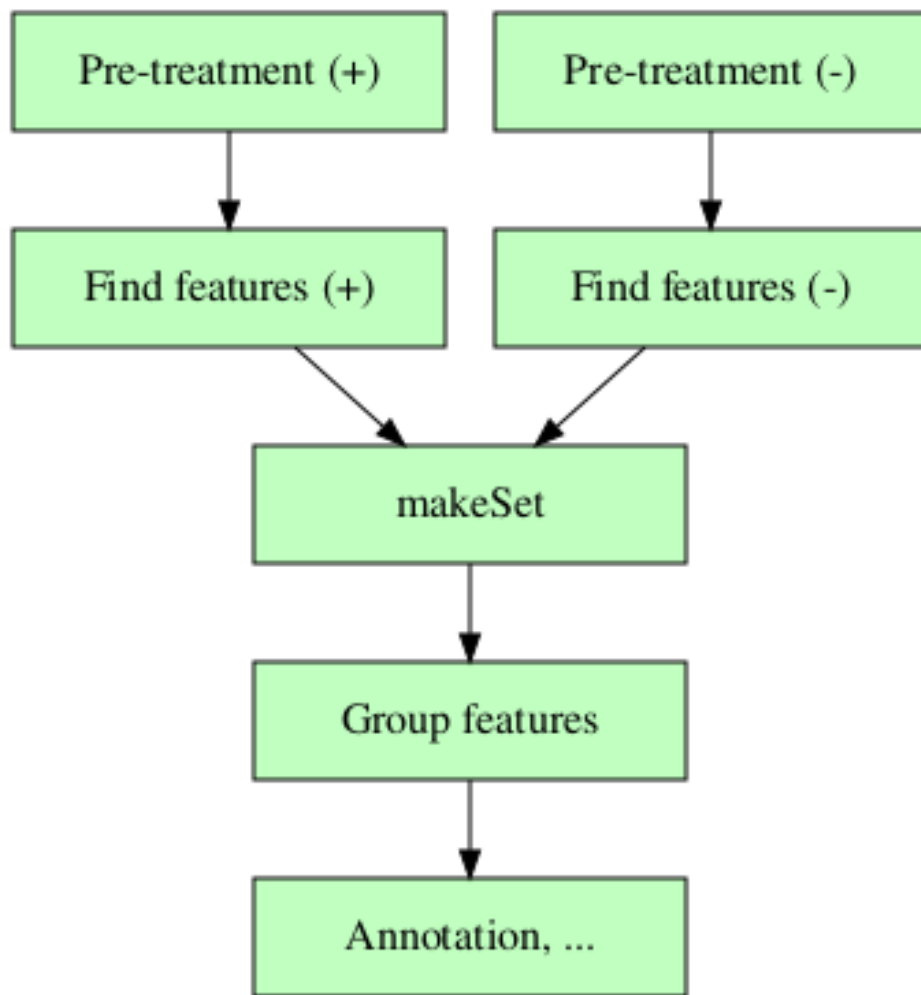 Pre-treatment (+)
Pre-treatment (-)
Find features (+)
Find features (-)
makeSet
Group features
Annotation, ...